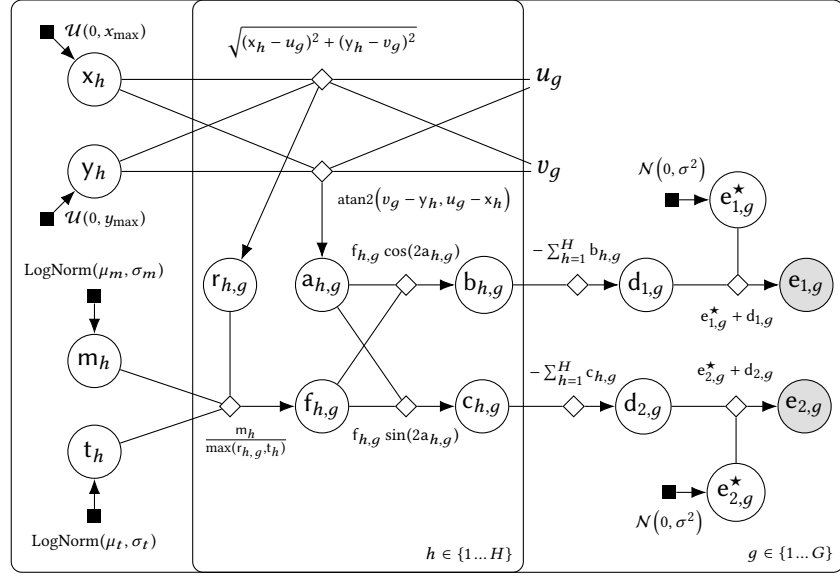 𝒰(0, x_max)
√((x_h − u_g)² + (y_h − v_g)²)
x_h
u_g
y_h
v_g
𝒰(0, y_max)
atan2(v_g − y_h, u_g − x_h)
𝒩(0, σ²)
e★_{1,g}
LogNorm(μ_m, σ_m)
f_{h,g} cos(2a_{h,g})
− ∑_{h=1}^{H} b_{h,g}
r_{h,g}
a_{h,g}
b_{h,g}
d_{1,g}
e_{1,g}
e★_{1,g} + d_{1,g}
m_h
− ∑_{h=1}^{H} c_{h,g}
e★_{2,g} + d_{2,g}
f_{h,g}
c_{h,g}
d_{2,g}
e_{2,g}
m_h / max(r_{h,g}, t_h)
f_{h,g} sin(2a_{h,g})
t_h
e★_{2,g}
𝒩(0, σ²)
LogNorm(μ_t, σ_t)
h ∈ {1…H}
g ∈ {1…G}